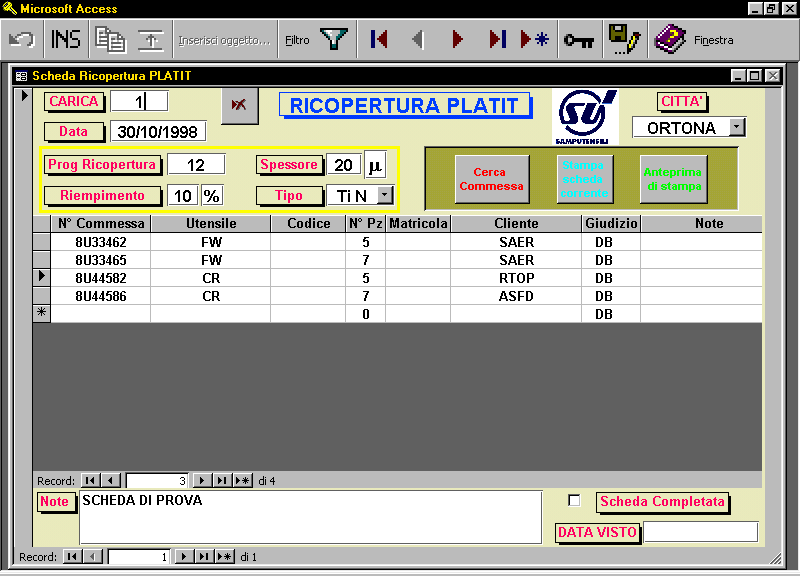 Microsoft Access
INS Inserisci oggetto... Filtro Finestra
Scheda Ricopertura PLATIT
CARICA 1 RICOPERTURA PLATIT SU CITTA'
Data 30/10/1998 SAMPUTENSILI ORTONA
Prog Ricopertura 12 Spessore 20 µ Cerca Commessa Stampa scheda corrente Anteprima di stampa
Riempimento 10 % Tipo Ti N
N° Commessa Utensile Codice N° Pz Matricola Cliente Giudizio Note
8U33462 FW 5 SAER DB
8U33465 FW 7 SAER DB
8U44582 CR 5 RTOP DB
8U44586 CR 7 ASFD DB
0 DB
Record: 3 di 4
Note SCHEDA DI PROVA Scheda Completata
DATA VISTO
Record: 1 di 1